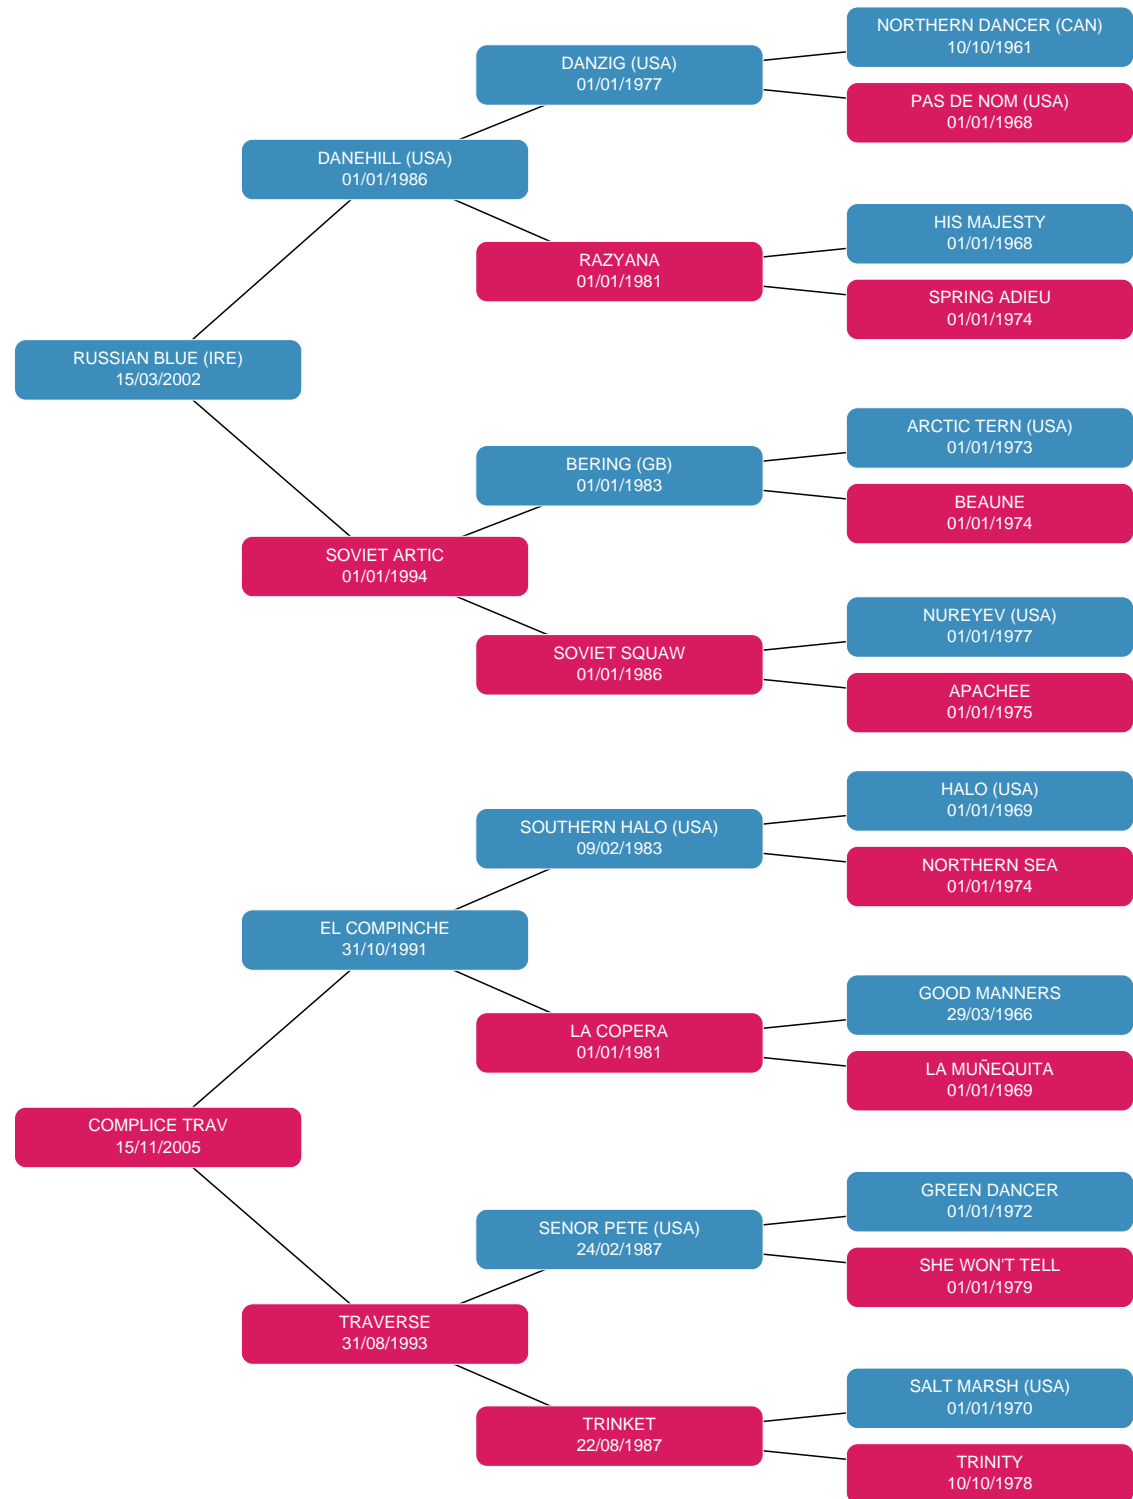 NORTHERN DANCER (CAN)
10/10/1961
DANZIG (USA)
01/01/1977
PAS DE NOM (USA)
01/01/1968
DANEHILL (USA)
01/01/1986
HIS MAJESTY
01/01/1968
RAZYANA
01/01/1981
SPRING ADIEU
01/01/1974
RUSSIAN BLUE (IRE)
15/03/2002
ARCTIC TERN (USA)
01/01/1973
BERING (GB)
01/01/1983
BEAUNE
01/01/1974
SOVIET ARTIC
01/01/1994
NUREYEV (USA)
01/01/1977
SOVIET SQUAW
01/01/1986
APACHEE
01/01/1975
HALO (USA)
01/01/1969
SOUTHERN HALO (USA)
09/02/1983
NORTHERN SEA
01/01/1974
EL COMPINCHE
31/10/1991
GOOD MANNERS
29/03/1966
LA COPERA
01/01/1981
LA MUÑEQUITA
01/01/1969
COMPLICE TRAV
15/11/2005
GREEN DANCER
01/01/1972
SENOR PETE (USA)
24/02/1987
SHE WON'T TELL
01/01/1979
TRAVERSE
31/08/1993
SALT MARSH (USA)
01/01/1970
TRINKET
22/08/1987
TRINITY
10/10/1978